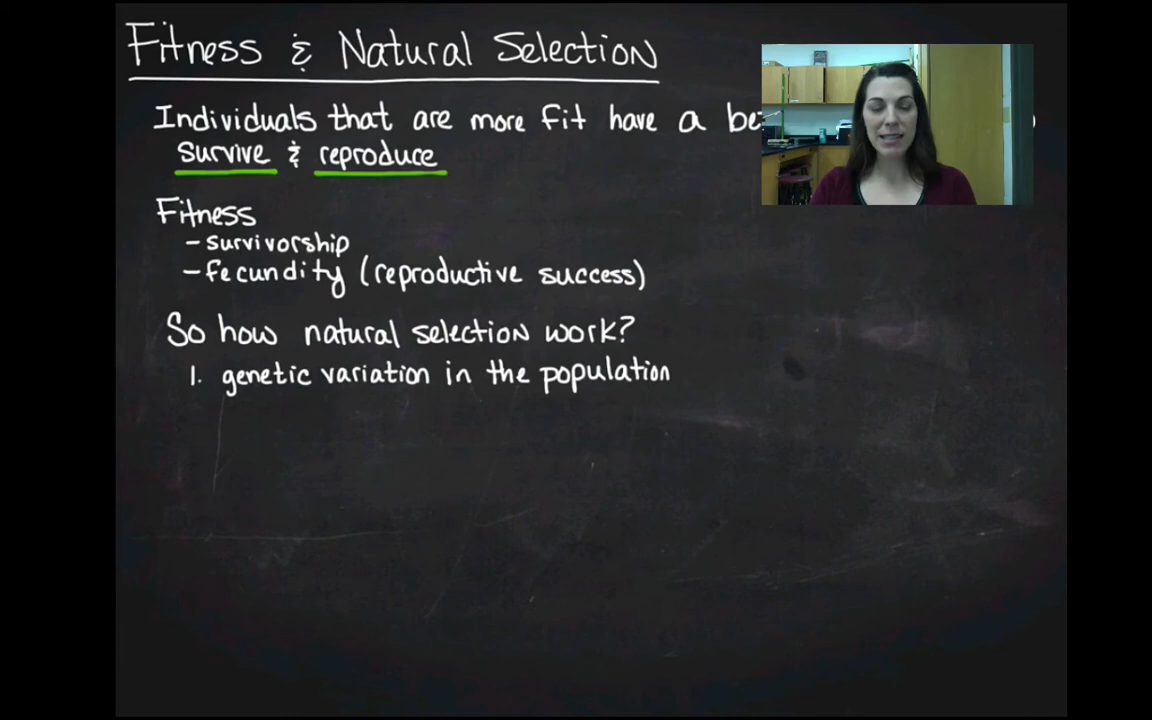 Fitness & Natural Selection
Individuals that are more fit have a
survive & reproduce
Fitness
- survivorship
- fecundity (reproductive success)
So how natural selection work?
1. genetic variation in the population